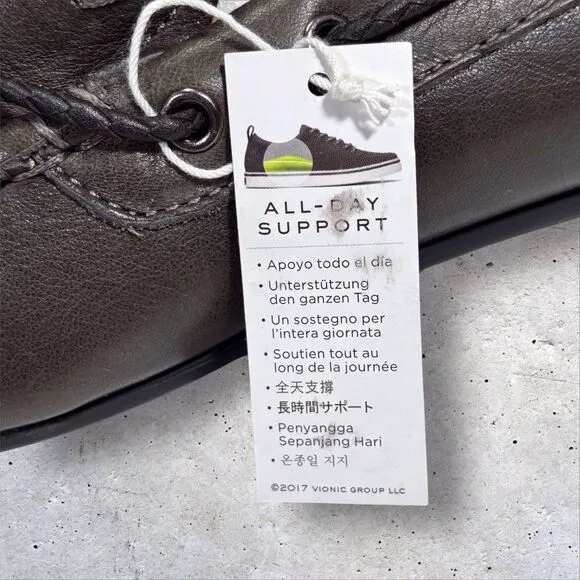 ALL-DAY
SUPPORT
• Apoyo todo el día
• Unterstützung
den ganzen Tag
• Un sostegno per
l'intera giornata
• Soutien tout au
long de la journée
• 全天支撐
• 長時間サポート
• Penyangga
Sepanjang Hari
• 온종일 지지
©2017 VIONIC GROUP LLC